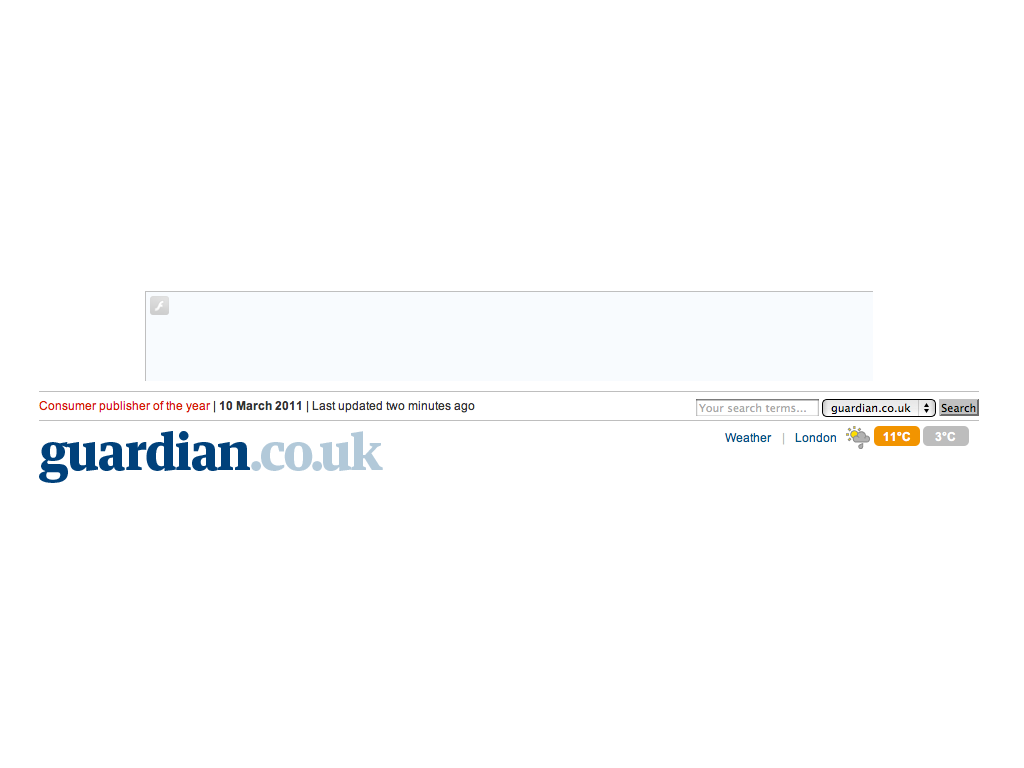 Consumer publisher of the year | 10 March 2011 | Last updated two minutes ago
Your search terms... guardian.co.uk Search
guardian.co.uk
Weather | London 11°C 3°C